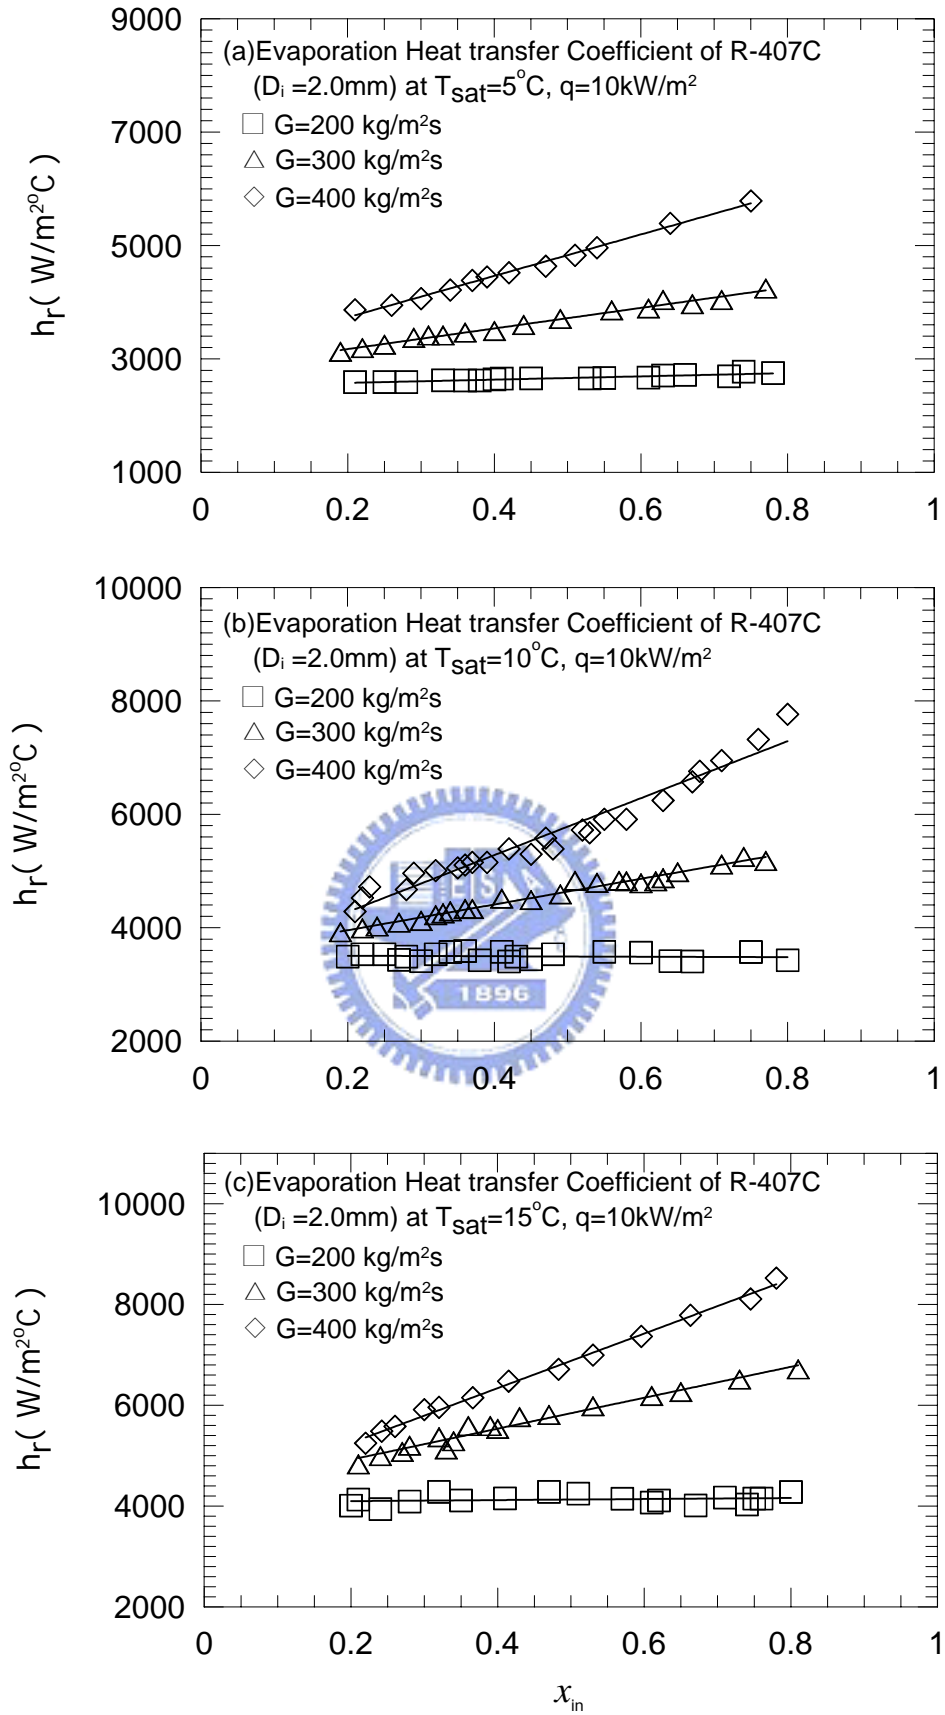 9000
(a)Evaporation Heat transfer Coefficient of R-407C
(Di =2.0mm) at Tsat=5°C, q=10kW/m²
7000
G=200 kg/m²s
G=300 kg/m²s
G=400 kg/m²s
hr( W/m²°C )
5000
3000
1000
0 0.2 0.4 0.6 0.8 1
10000
(b)Evaporation Heat transfer Coefficient of R-407C
(Di =2.0mm) at Tsat=10°C, q=10kW/m²
8000
G=200 kg/m²s
G=300 kg/m²s
G=400 kg/m²s
hr( W/m²°C )
6000
4000
2000
1896
0 0.2 0.4 0.6 0.8 1
(c)Evaporation Heat transfer Coefficient of R-407C
10000
(Di =2.0mm) at Tsat=15°C, q=10kW/m²
G=200 kg/m²s
G=300 kg/m²s
G=400 kg/m²s
hr( W/m²°C )
8000
6000
4000
2000
0 0.2 0.4 0.6 0.8 1
xin